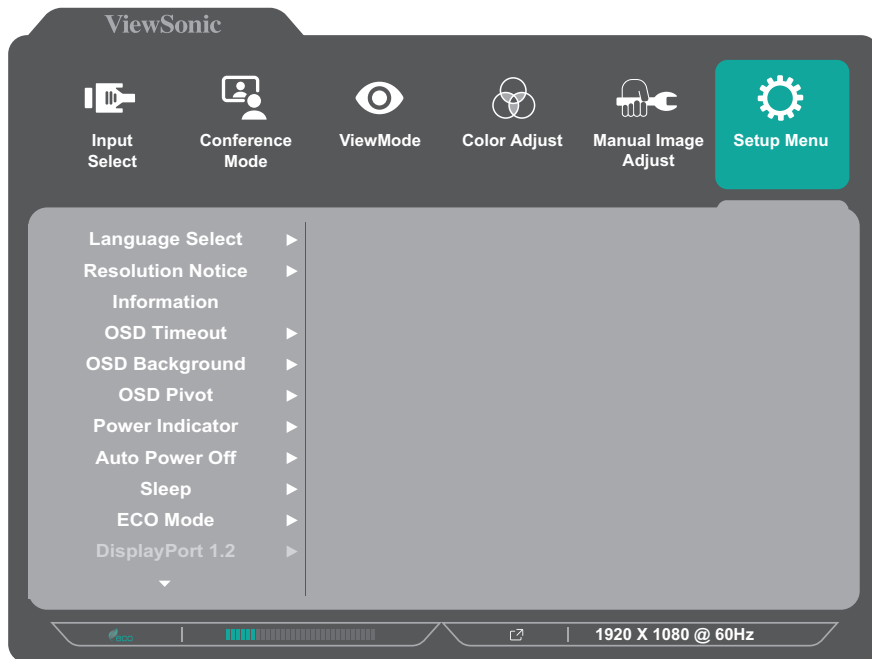 ViewSonic
Input
Select
Conference
Mode
ViewMode
Color Adjust
Manual Image
Adjust
Setup Menu
Language Select
Resolution Notice
Information
OSD Timeout
OSD Background
OSD Pivot
Power Indicator
Auto Power Off
Sleep
ECO Mode
DisplayPort 1.2
eco
1920 X 1080 @ 60Hz